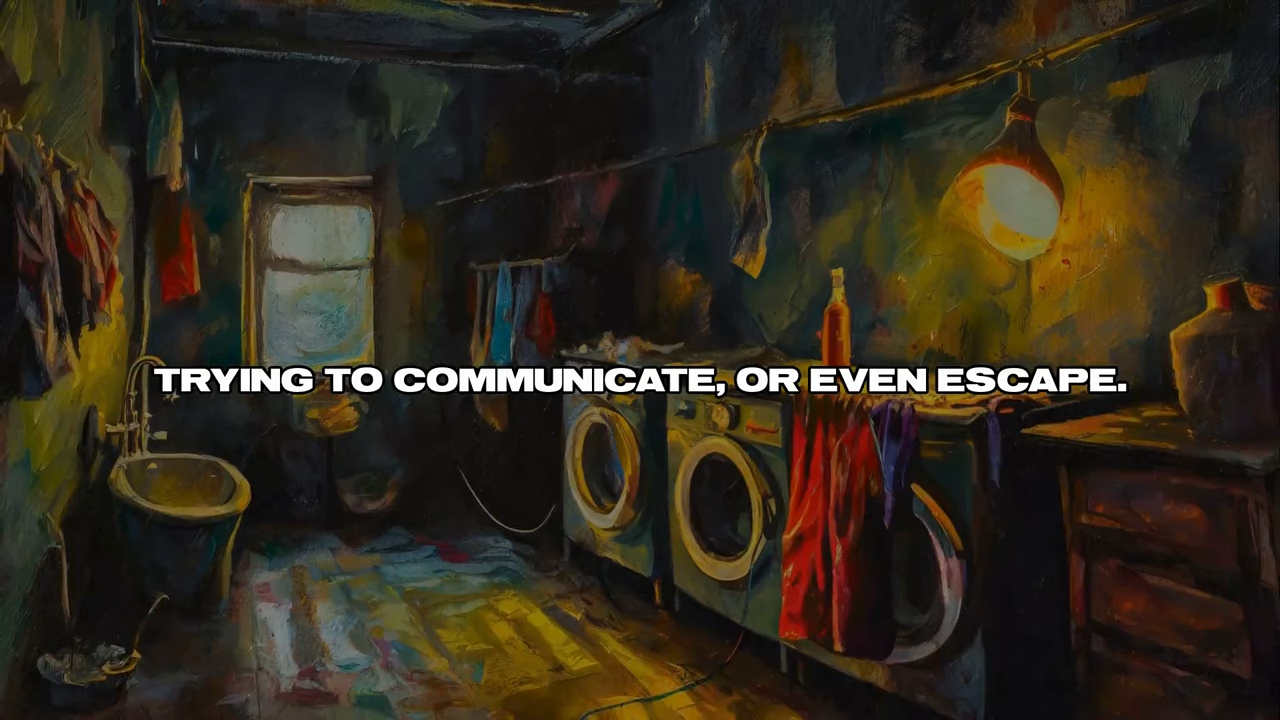 TRYING TO COMMUNICATE, OR EVEN ESCAPE.